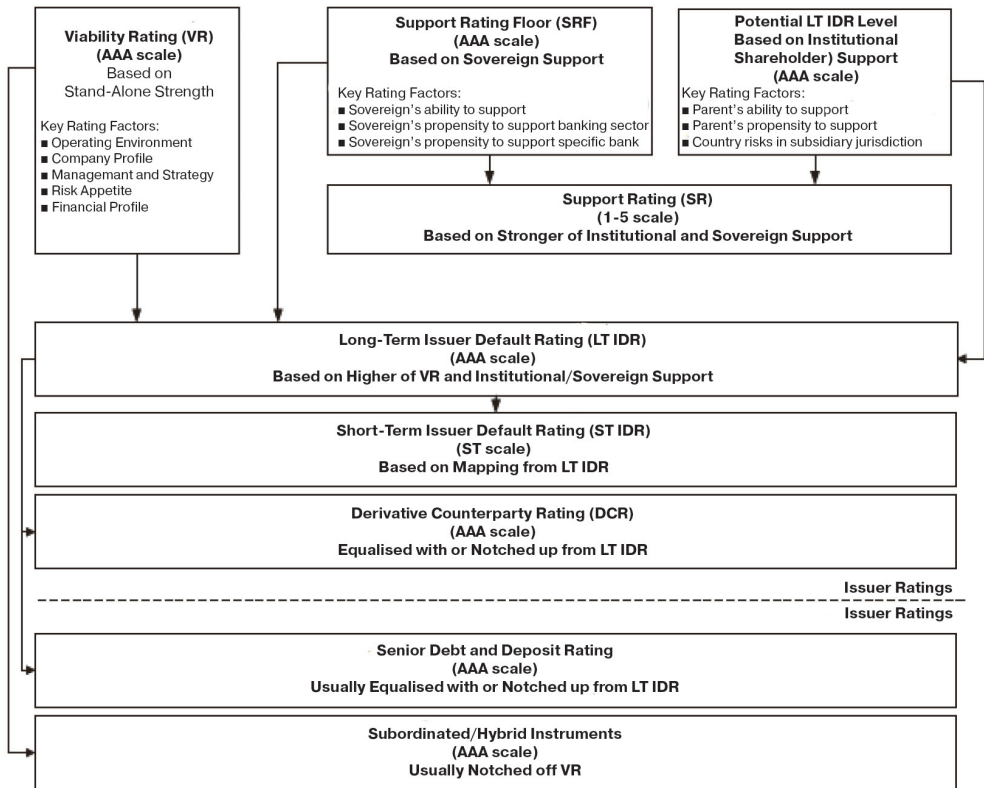 Viability Rating (VR)
(AAA scale)
Based on
Stand-Alone Strength
Key Rating Factors:
■ Operating Environment
■ Company Profile
■ Management and Strategy
■ Risk Appetite
■ Financial Profile
Support Rating Floor (SRF)
(AAA scale)
Based on Sovereign Support
Key Rating Factors:
■ Sovereign's ability to support
■ Sovereign's propensity to support banking sector
■ Sovereign's propensity to support specific bank
Potential LT IDR Level
Based on Institutional
Shareholder) Support
(AAA scale)
Key Rating Factors:
■ Parent's ability to support
■ Parent's propensity to support
■ Country risks in subsidiary jurisdiction
Support Rating (SR)
(1-5 scale)
Based on Stronger of Institutional and Sovereign Support
Long-Term Issuer Default Rating (LT IDR)
(AAA scale)
Based on Higher of VR and Institutional/Sovereign Support
Short-Term Issuer Default Rating (ST IDR)
(ST scale)
Based on Mapping from LT IDR
Derivative Counterparty Rating (DCR)
(AAA scale)
Equalised with or Notched up from LT IDR
Issuer Ratings
Issuer Ratings
Senior Debt and Deposit Rating
(AAA scale)
Usually Equalised with or Notched up from LT IDR
Subordinated/Hybrid Instruments
(AAA scale)
Usually Notched off VR